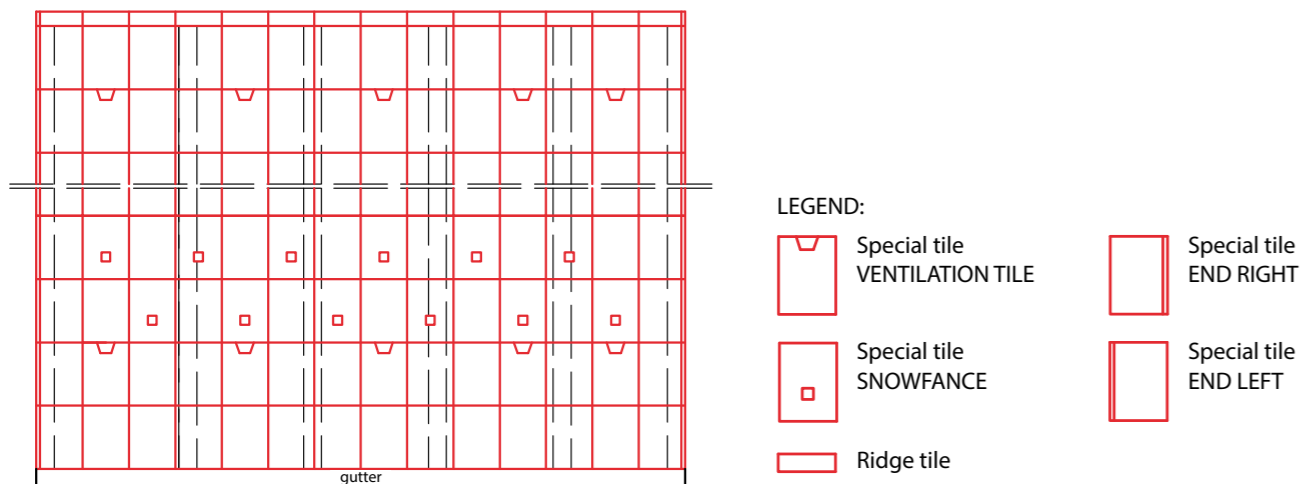 gutter
LEGEND:
Special tile
VENTILATION TILE
Special tile
END RIGHT
Special tile
SNOWFANCE
Special tile
END LEFT
Ridge tile